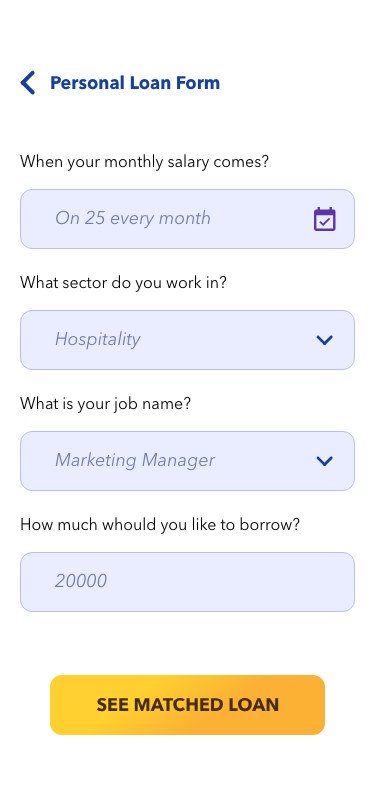 Personal Loan Form
When your monthly salary comes?
On 25 every month
What sector do you work in?
Hospitality
What is your job name?
Marketing Manager
How much whould you like to borrow?
20000
SEE MATCHED LOAN